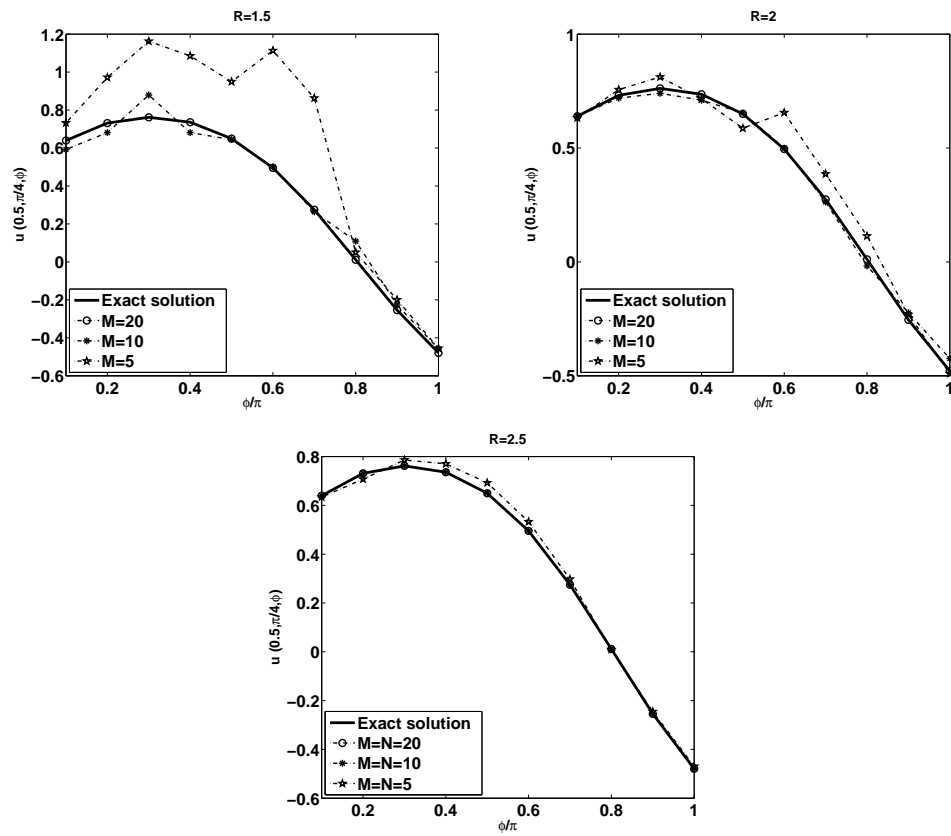 R=1.5
1.2
1
0.8
0.6
0.4
0.2
0
−0.2
−0.4
−0.6
u (0.5,π/4,ϕ)
Exact solution
M=20
M=10
M=5
0.2 0.4 0.6 0.8 1
ϕ/π
R=2
1
0.5
0
−0.5
u (0.5,π/4,ϕ)
Exact solution
M=20
M=10
M=5
0.2 0.4 0.6 0.8 1
ϕ/π
R=2.5
0.8
0.6
0.4
0.2
0
−0.2
−0.4
−0.6
u (0.5,π/4,ϕ)
Exact solution
M=N=20
M=N=10
M=N=5
0.2 0.4 0.6 0.8 1
ϕ/π